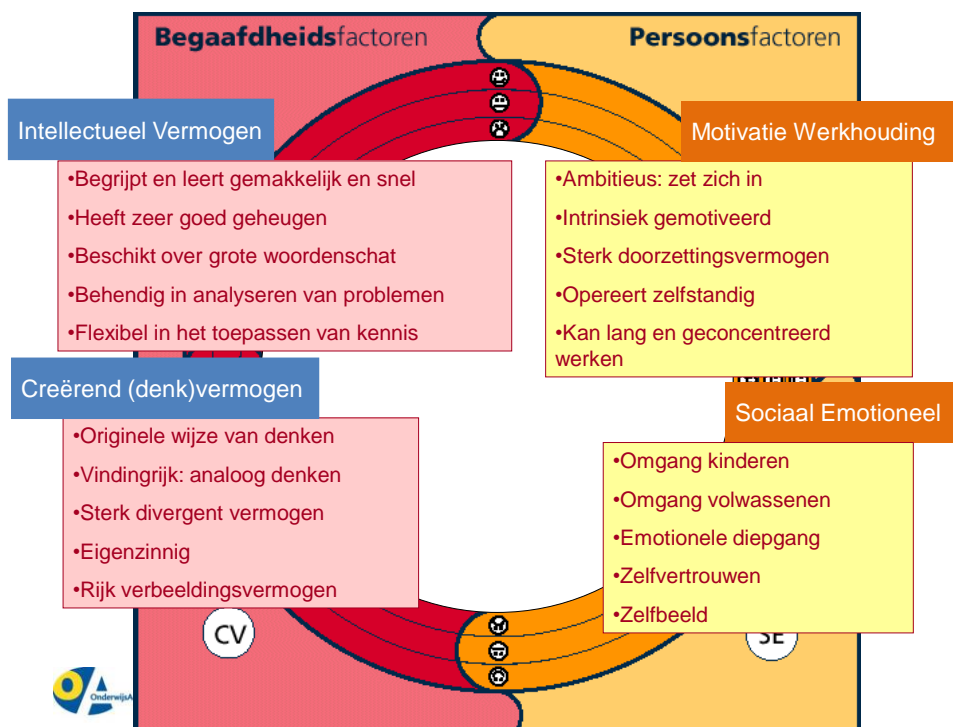 Begaafdheidsfactoren
Persoonsfactoren
Intellectueel Vermogen
•Begrijpt en leert gemakkelijk en snel
•Heeft zeer goed geheugen
•Beschikt over grote woordenschat
•Behendig in analyseren van problemen
•Flexibel in het toepassen van kennis
Motivatie Werkhouding
•Ambitieus: zet zich in
•Intrinsiek gemotiveerd
•Sterk doorzettingsvermogen
•Opereert zelfstandig
•Kan lang en geconcentreerd
werken
Creërend (denk)vermogen
•Originele wijze van denken
•Vindingrijk: analoog denken
•Sterk divergent vermogen
•Eigenzinnig
•Rijk verbeeldingsvermogen
Sociaal Emotioneel
•Omgang kinderen
•Omgang volwassenen
•Emotionele diepgang
•Zelfvertrouwen
•Zelfbeeld
CV
SE
OnderwijsA